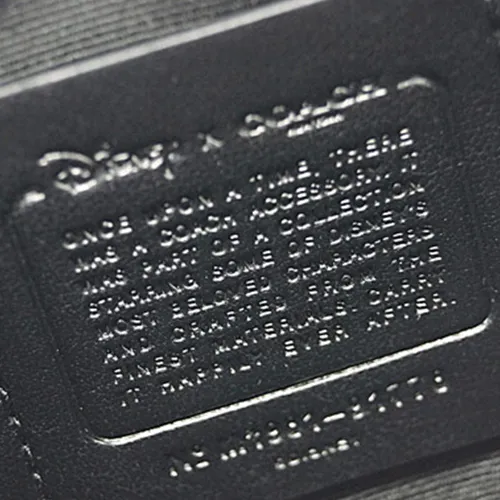 Disney X COACH
ONCE UPON A TIME, THERE
WAS A COACH ACCESSORY. IT
WAS PART OF A COLLECTION
STARRING SOME OF DISNEY'S
MOST BELOVED CHARACTERS
AND CRAFTED FROM THE
FINEST MATERIALS. CARRY
IT HAPPILY EVER AFTER.
©DISNEY